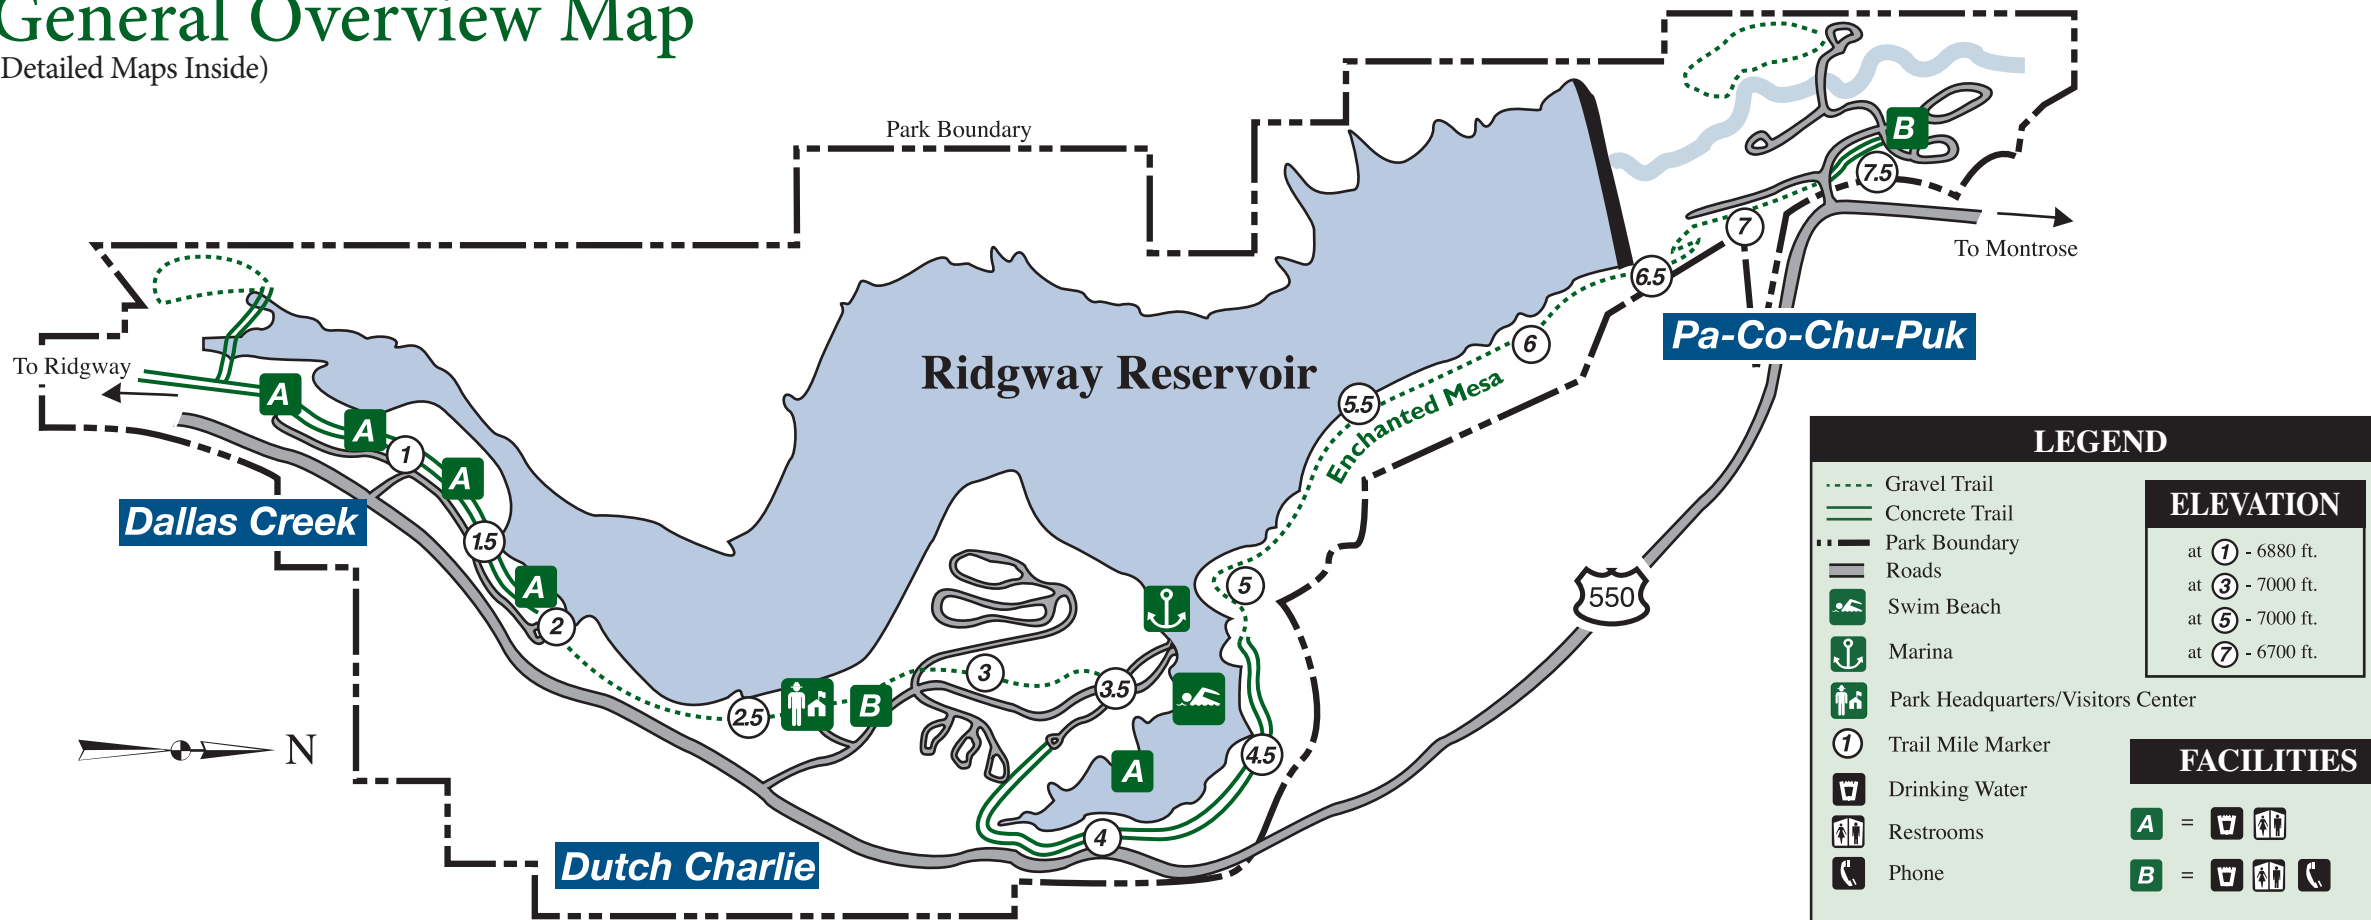 General Overview Map
(Detailed Maps Inside)
Park Boundary
To Montrose
To Ridgway
Ridgway Reservoir
Pa-Co-Chu-Puk
Enchanted Mesa
Dallas Creek
Dutch Charlie
N
550
A
A
A
A
A
B
B
1
1.5
2
2.5
3
3.5
4
4.5
5
5.5
6
6.5
7
7.5
LEGEND
Gravel Trail
Concrete Trail
Park Boundary
Roads
Swim Beach
Marina
Park Headquarters/Visitors Center
1 Trail Mile Marker
Drinking Water
Restrooms
Phone
ELEVATION
at 1 - 6880 ft.
at 3 - 7000 ft.
at 5 - 7000 ft.
at 7 - 6700 ft.
FACILITIES
A =
B =